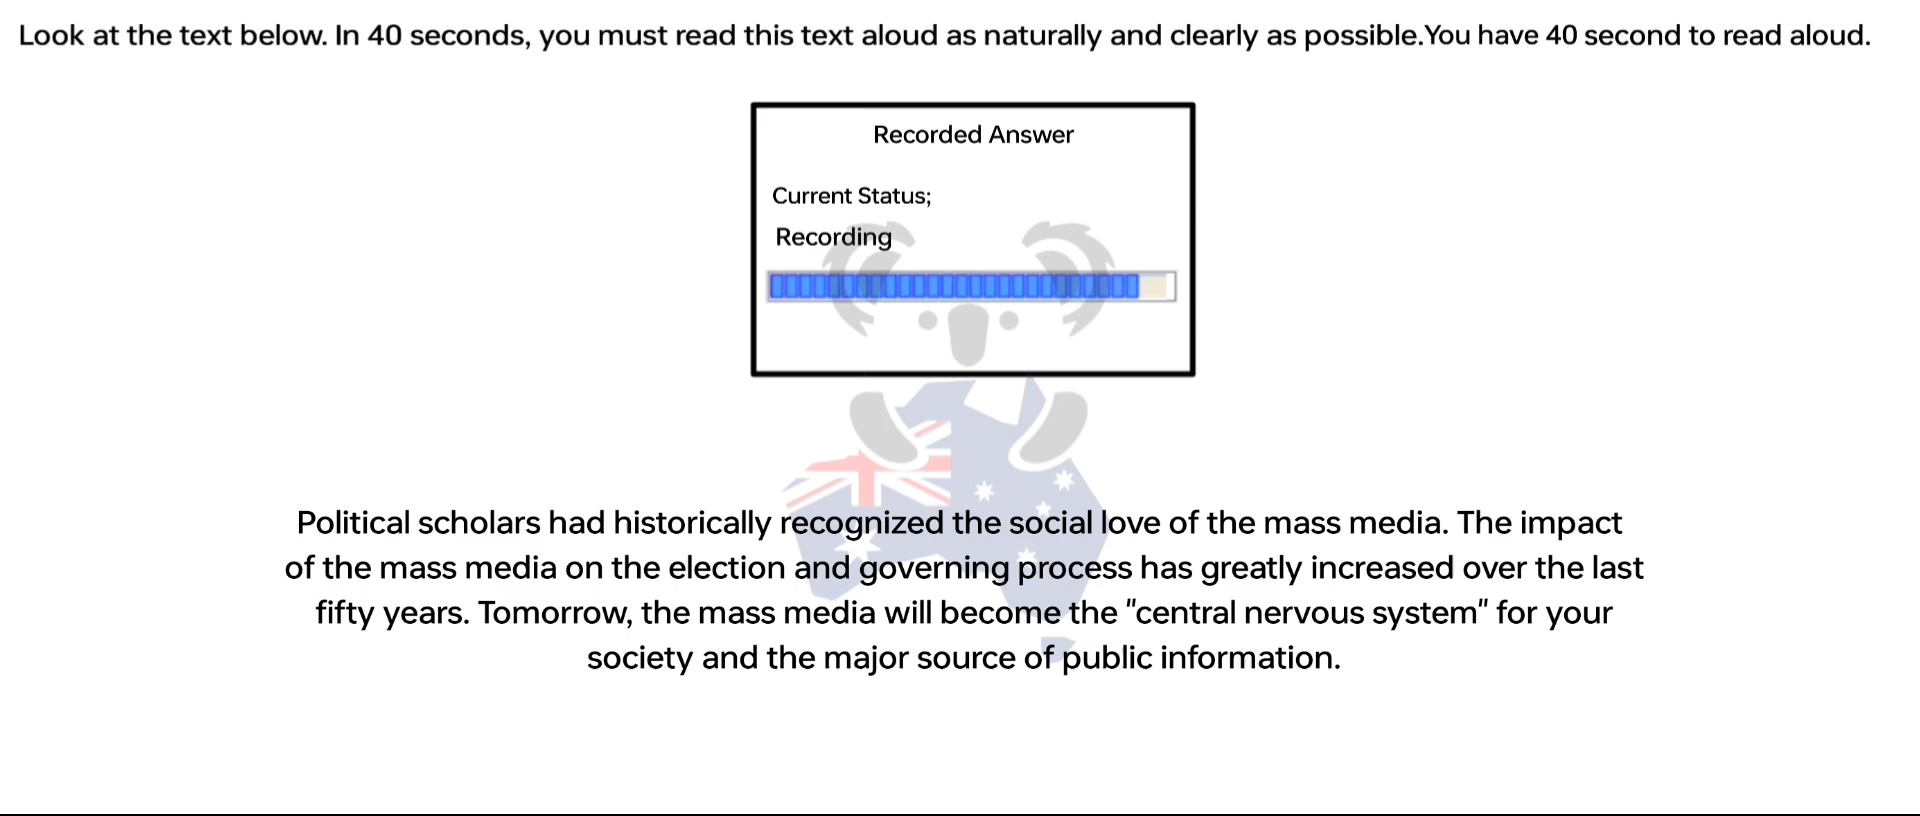 Look at the text below. In 40 seconds, you must read this text aloud as naturally and clearly as possible.You have 40 second to read aloud.
Recorded Answer
Current Status;
Recording
Political scholars had historically recognized the social love of the mass media. The impact
of the mass media on the election and governing process has greatly increased over the last
fifty years. Tomorrow, the mass media will become the "central nervous system" for your
society and the major source of public information.